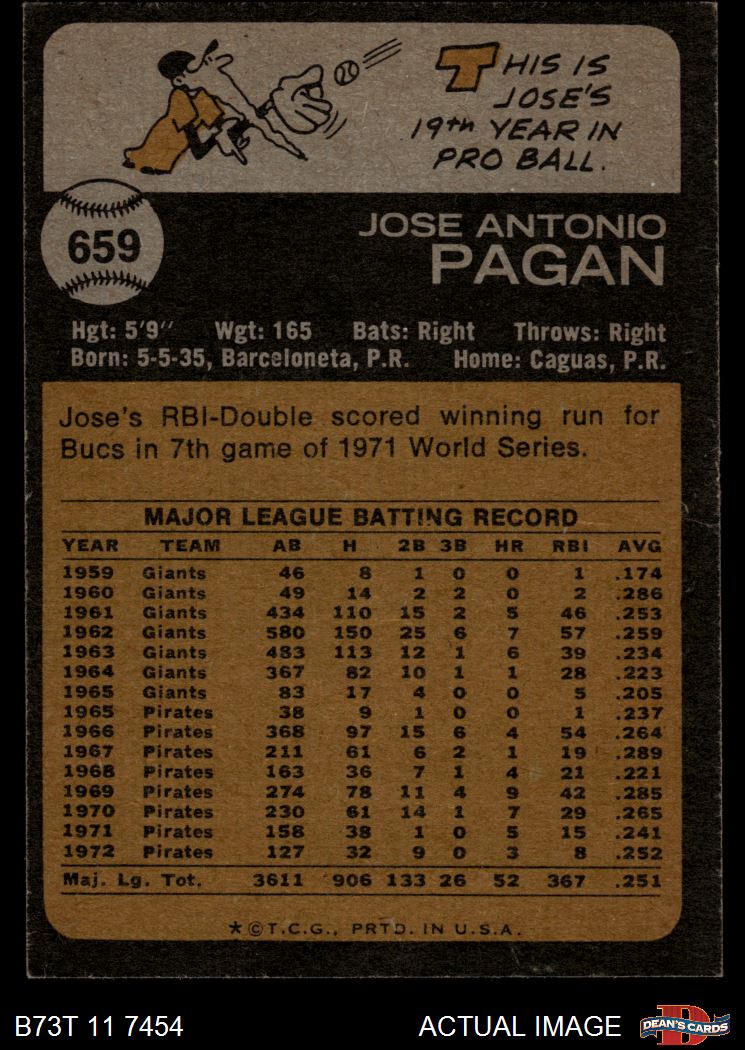 THIS IS
JOSE'S
19th YEAR IN
PRO BALL.
659
JOSE ANTONIO
PAGAN
Hgt: 5'9" Wgt: 165 Bats: Right Throws: Right
Born: 5-5-35, Barceloneta, P.R. Home: Caguas, P.R.
Jose's RBI-Double scored winning run for
Bucs in 7th game of 1971 World Series.
MAJOR LEAGUE BATTING RECORD
YEAR TEAM AB H 2B 3B HR RBI AVG
1959 Giants 46 8 1 0 0 1 .174
1960 Giants 49 14 2 2 0 2 .286
1961 Giants 434 110 15 2 5 46 .253
1962 Giants 580 150 25 6 7 57 .259
1963 Giants 483 113 12 1 6 39 .234
1964 Giants 367 82 10 1 1 28 .223
1965 Giants 83 17 4 0 0 5 .205
1965 Pirates 38 9 1 0 0 1 .237
1966 Pirates 368 97 15 6 4 54 .264
1967 Pirates 211 61 6 2 1 19 .289
1968 Pirates 163 36 7 1 4 21 .221
1969 Pirates 274 78 11 4 9 42 .285
1970 Pirates 230 61 14 1 7 29 .265
1971 Pirates 158 38 1 0 5 15 .241
1972 Pirates 127 32 9 0 3 8 .252
Maj. Lg. Tot. 3611 906 133 26 52 367 .251
★©T.C.G., PRTD. IN U.S.A.
B73T 11 7454 ACTUAL IMAGE DEAN'S CARDS